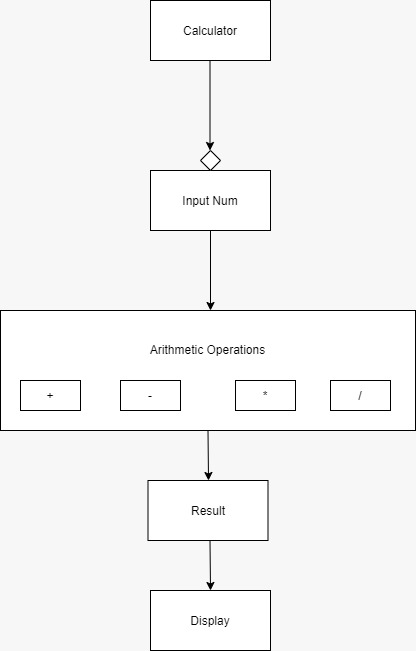 Calculator
Input Num
Arithmetic Operations
+ - * /
Result
Display